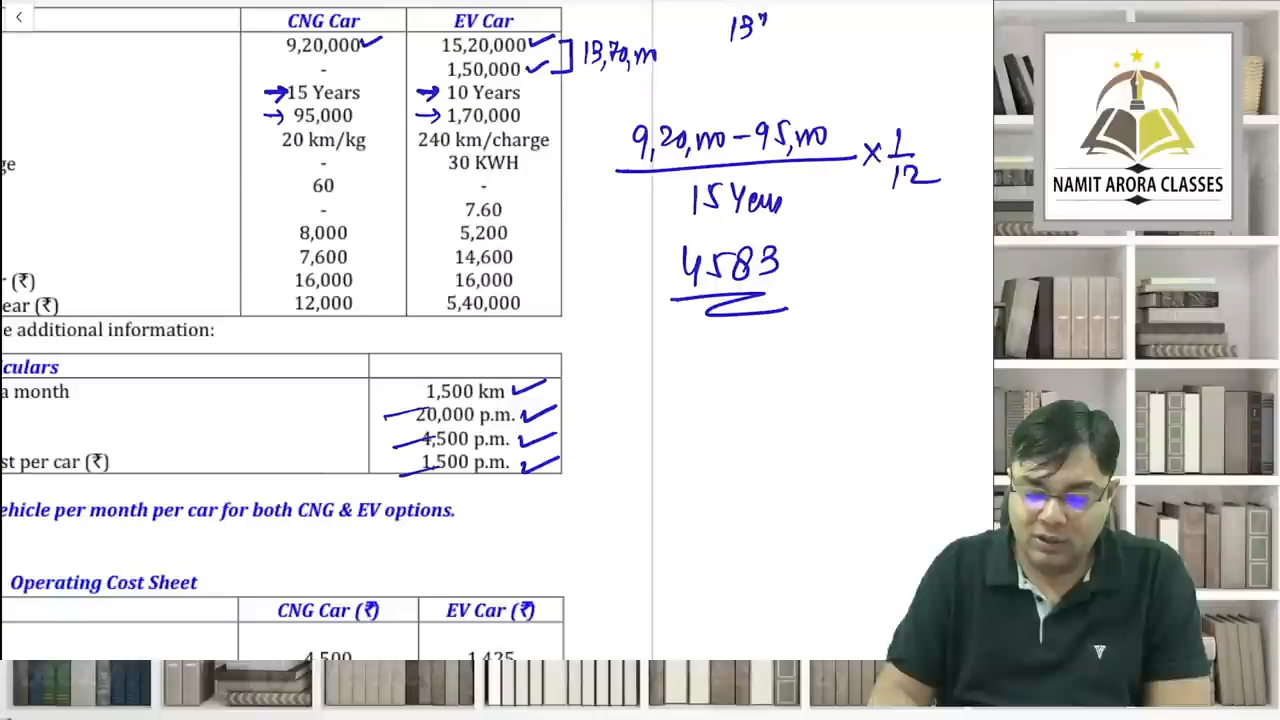 CNG Car EV Car
9,20,000 15,20,000
- 1,50,000
] 13,70,000
15 Years 10 Years
95,000 1,70,000
20 km/kg 240 km/charge
ge - 30 KWH
60 -
- 7.60
8,000 5,200
7,600 14,600
r (₹) 16,000 16,000
ear (₹) 12,000 5,40,000
e additional information:
culars
a month 1,500 km
20,000 p.m.
4,500 p.m.
st per car (₹) 1,500 p.m.
ehicle per month per car for both CNG & EV options.
Operating Cost Sheet
CNG Car (₹) EV Car (₹)
4,500 1,425
13
9,20,000 - 95,000 × 1
15 Years 12
4583
NAMIT ARORA CLASSES